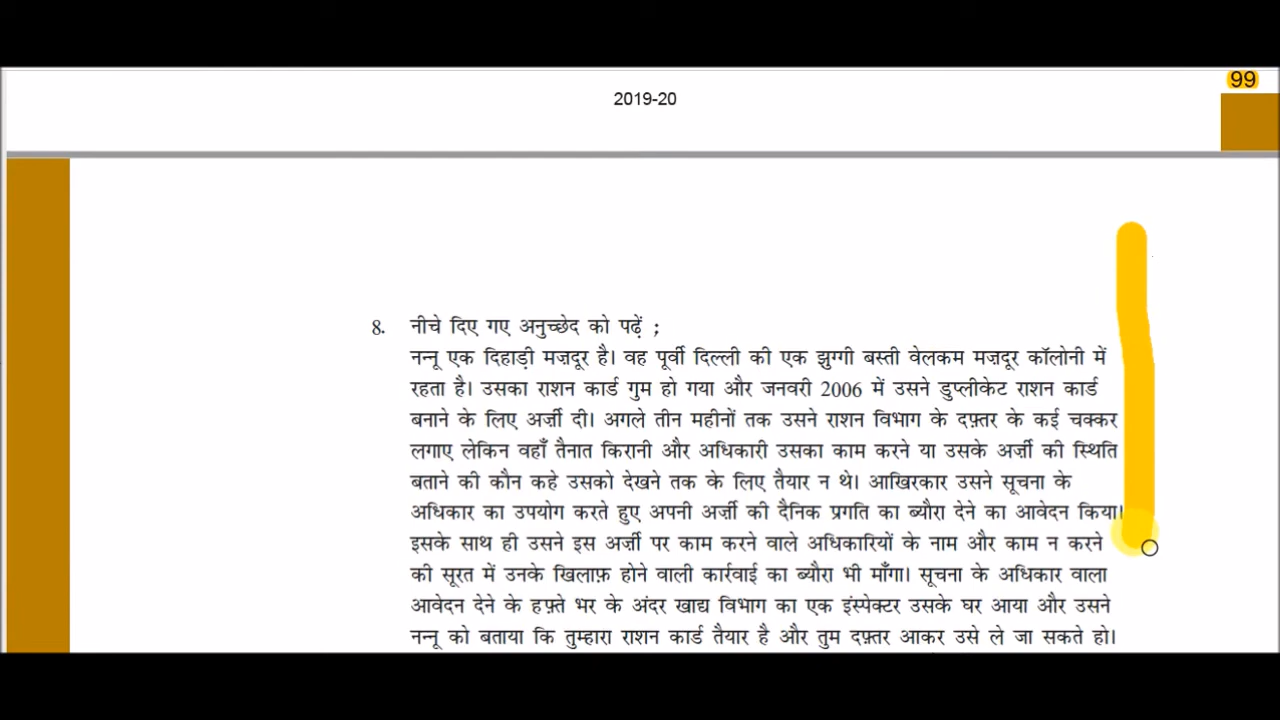 99
2019-20
8. नीचे दिए गए अनुच्छेद को पढ़ें ;
नन्नू एक दिहाड़ी मज़दूर है। वह पूर्वी दिल्ली की एक झुग्गी बस्ती वेलकम मज़दूर कॉलोनी में
रहता है। उसका राशन कार्ड गुम हो गया और जनवरी 2006 में उसने डुप्लीकेट राशन कार्ड
बनाने के लिए अर्ज़ी दी। अगले तीन महीनों तक उसने राशन विभाग के दफ़्तर के कई चक्कर
लगाए लेकिन वहाँ तैनात किरानी और अधिकारी उसका काम करने या उसके अर्ज़ी की स्थिति
बताने की कौन कहे उसको देखने तक के लिए तैयार न थे। आखिरकार उसने सूचना के
अधिकार का उपयोग करते हुए अपनी अर्ज़ी की दैनिक प्रगति का ब्यौरा देने का आवेदन किया।
इसके साथ ही उसने इस अर्ज़ी पर काम करने वाले अधिकारियों के नाम और काम न करने
की सूरत में उनके खिलाफ़ होने वाली कार्रवाई का ब्यौरा भी माँगा। सूचना के अधिकार वाला
आवेदन देने के हफ़्ते भर के अंदर खाद्य विभाग का एक इंस्पेक्टर उसके घर आया और उसने
नन्नू को बताया कि तुम्हारा राशन कार्ड तैयार है और तुम दफ़्तर आकर उसे ले जा सकते हो।